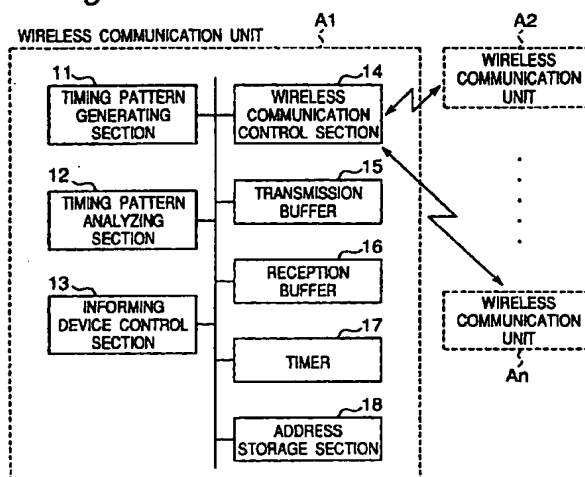 A1
A2
WIRELESS COMMUNICATION UNIT
11
TIMING PATTERN
GENERATING
SECTION
14
WIRELESS
COMMUNICATION
CONTROL SECTION
WIRELESS
COMMUNICATION
UNIT
12
TIMING PATTERN
ANALYZING
SECTION
15
TRANSMISSION
BUFFER
13
INFORMING
DEVICE CONTROL
SECTION
16
RECEPTION
BUFFER
17
TIMER
WIRELESS
COMMUNICATION
UNIT
An
18
ADDRESS
STORAGE SECTION